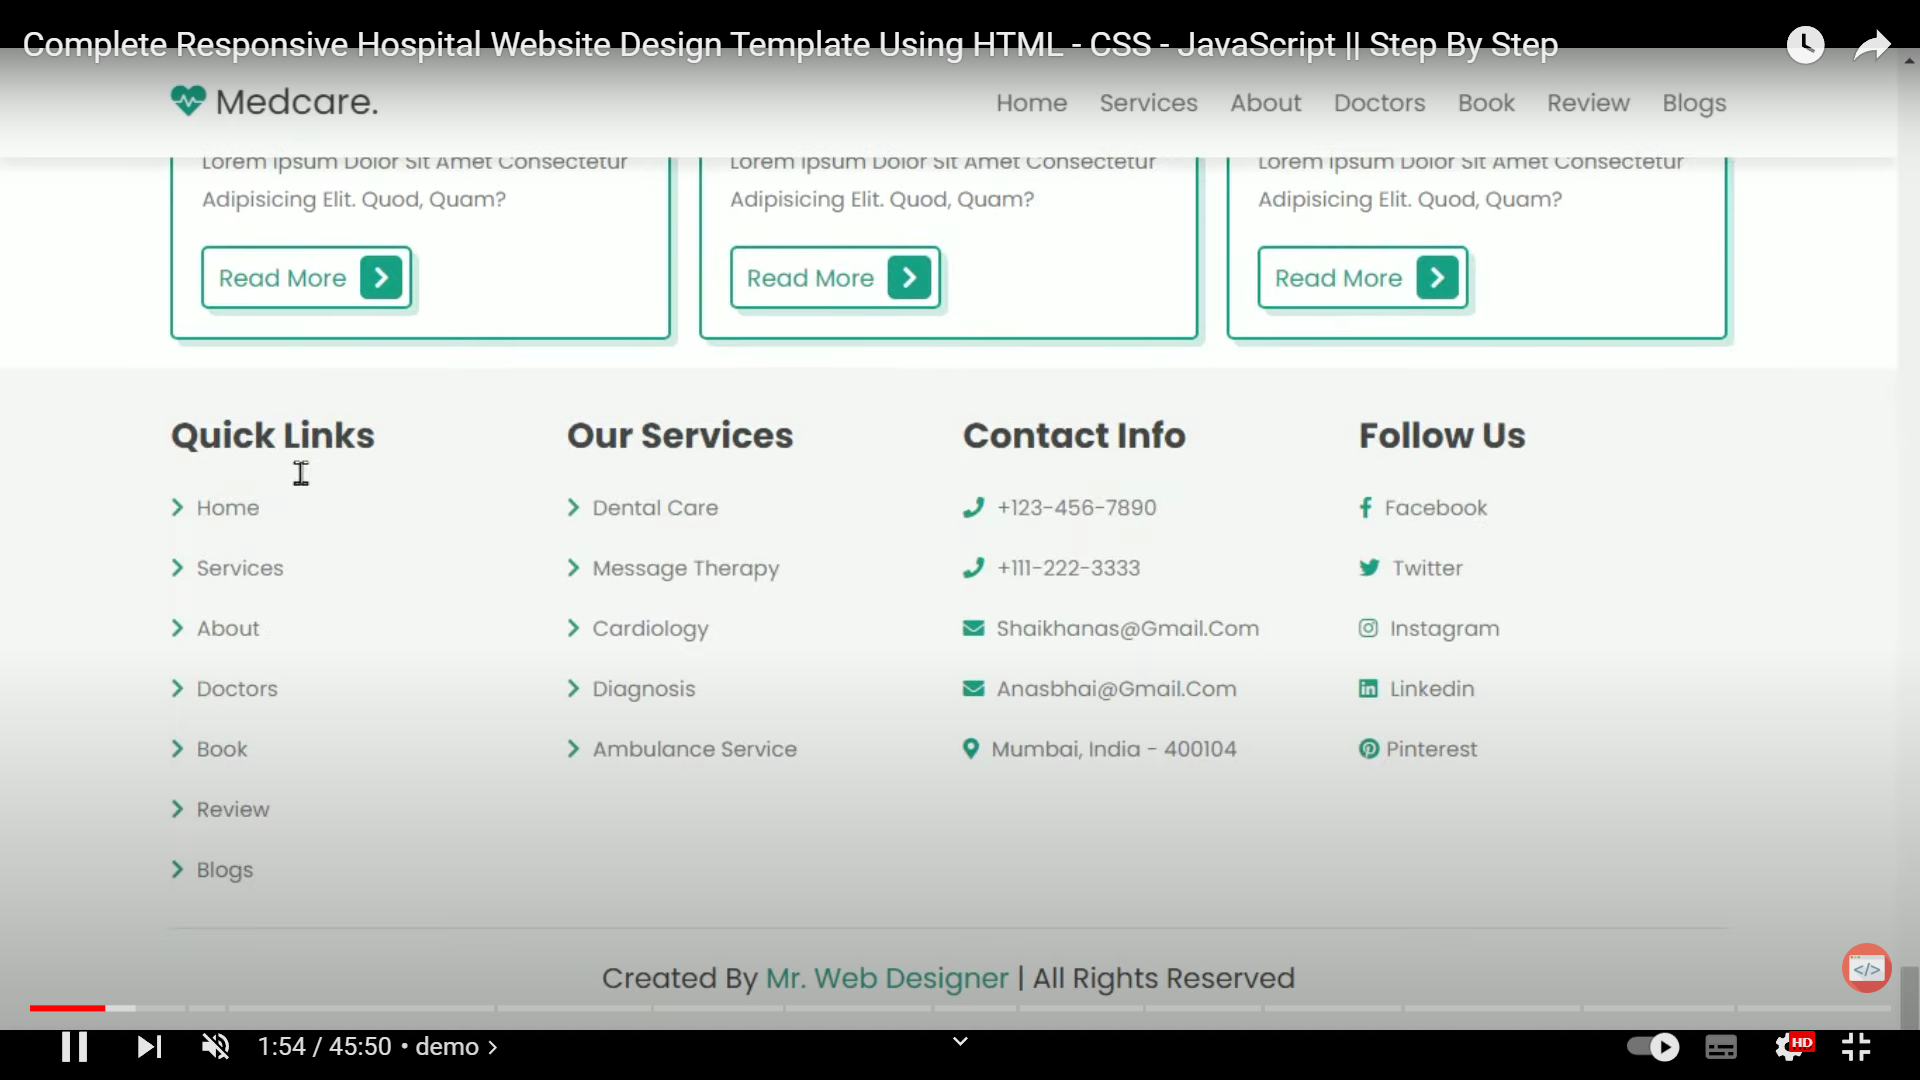 Complete Responsive Hospital Website Design Template Using HTML - CSS - JavaScript || Step By Step
Medcare.
Home Services About Doctors Book Review Blogs
Lorem Ipsum Dolor Sit Amet Consectetur
Adipisicing Elit. Quod, Quam?
Read More
Lorem Ipsum Dolor Sit Amet Consectetur
Adipisicing Elit. Quod, Quam?
Read More
Lorem Ipsum Dolor Sit Amet Consectetur
Adipisicing Elit. Quod, Quam?
Read More
Quick Links
Home
Services
About
Doctors
Book
Review
Blogs
Our Services
Dental Care
Message Therapy
Cardiology
Diagnosis
Ambulance Service
Contact Info
+123-456-7890
+111-222-3333
Shaikhanas@Gmail.Com
Anasbhai@Gmail.Com
Mumbai, India - 400104
Follow Us
Facebook
Twitter
Instagram
Linkedin
Pinterest
Created By Mr. Web Designer | All Rights Reserved
</>
1:54 / 45:50 • demo
HD